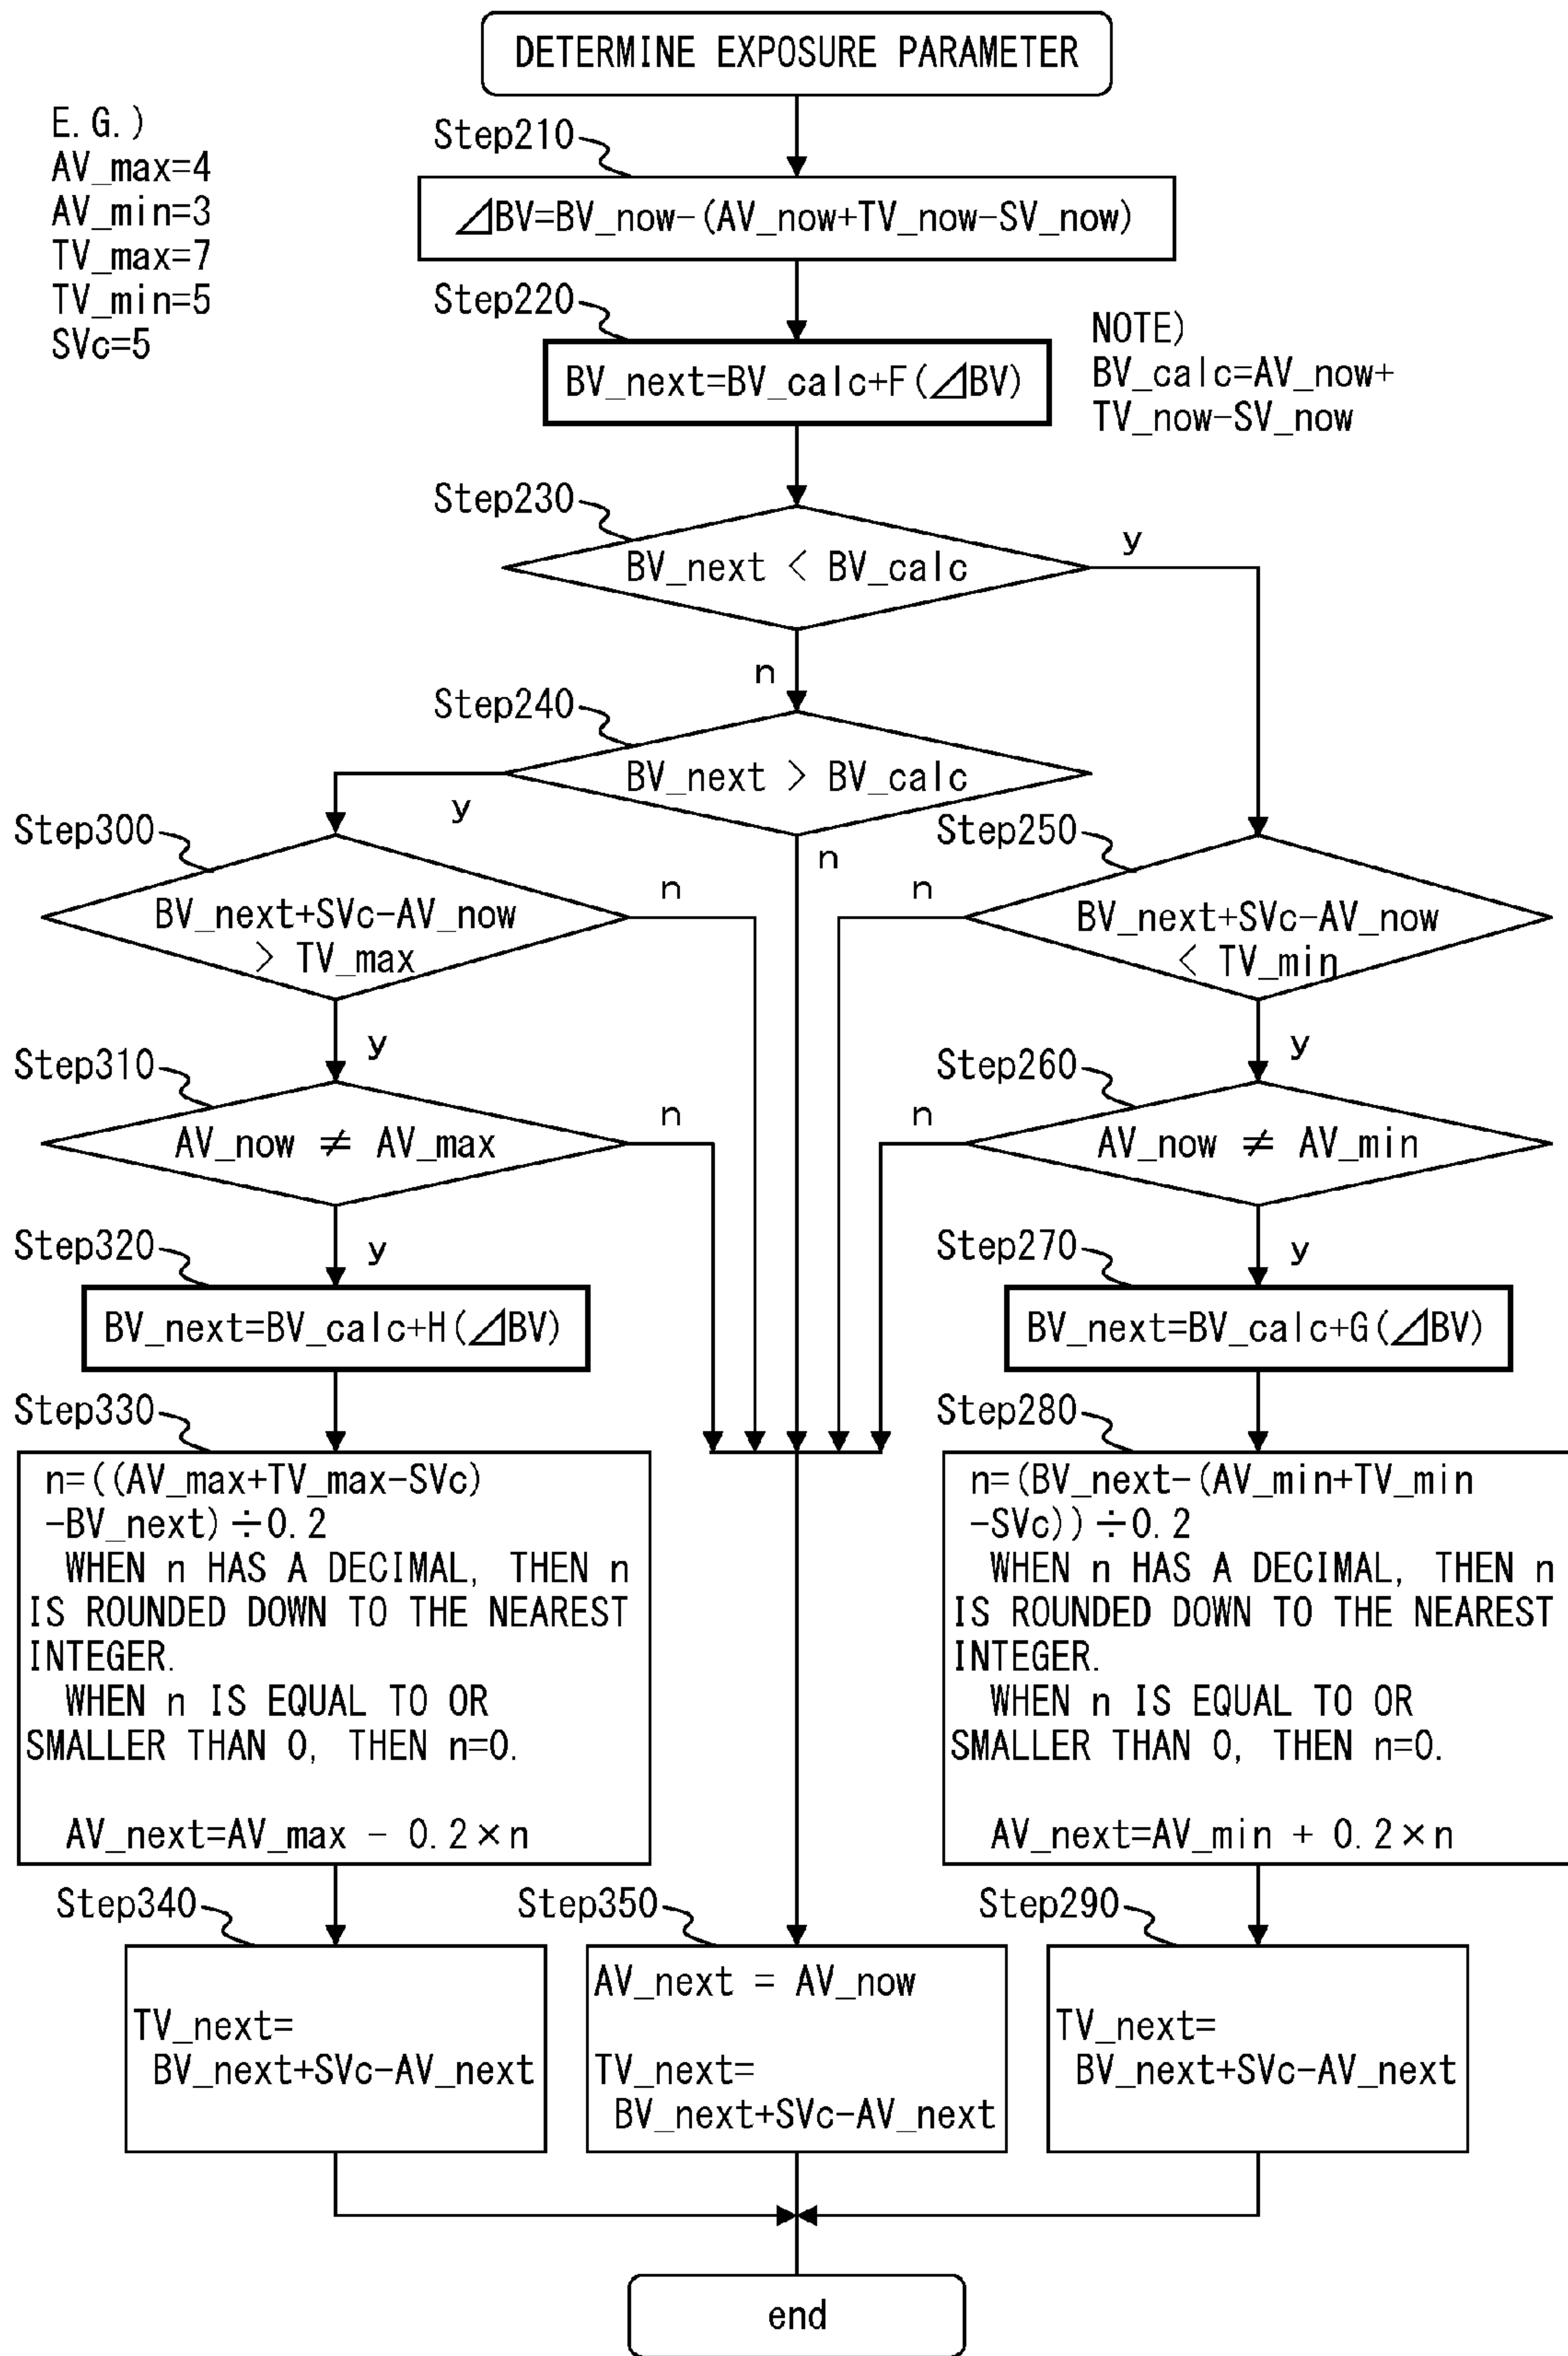 DETERMINE EXPOSURE PARAMETER
E.G.)
AV_max=4
AV_min=3
TV_max=7
TV_min=5
SVc=5
Step210
⊿BV=BV_now-(AV_now+TV_now-SV_now)
Step220
BV_next=BV_calc+F(⊿BV)
NOTE)
BV_calc=AV_now+
TV_now-SV_now
Step230
BV_next < BV_calc
y
n
Step240
BV_next > BV_calc
y
n
Step300
BV_next+SVc-AV_now
> TV_max
n
y
Step250
BV_next+SVc-AV_now
< TV_min
n
y
Step310
AV_now ≠ AV_max
n
y
Step260
AV_now ≠ AV_min
n
y
Step320
BV_next=BV_calc+H(⊿BV)
Step270
BV_next=BV_calc+G(⊿BV)
Step330
n=((AV_max+TV_max-SVc)
-BV_next)÷0.2
WHEN n HAS A DECIMAL, THEN n
IS ROUNDED DOWN TO THE NEAREST
INTEGER.
WHEN n IS EQUAL TO OR
SMALLER THAN 0, THEN n=0.
AV_next=AV_max - 0.2×n
Step280
n=(BV_next-(AV_min+TV_min
-SVc))÷0.2
WHEN n HAS A DECIMAL, THEN n
IS ROUNDED DOWN TO THE NEAREST
INTEGER.
WHEN n IS EQUAL TO OR
SMALLER THAN 0, THEN n=0.
AV_next=AV_min + 0.2×n
Step340
TV_next=
BV_next+SVc-AV_next
Step350
AV_next = AV_now
TV_next=
BV_next+SVc-AV_next
Step290
TV_next=
BV_next+SVc-AV_next
end